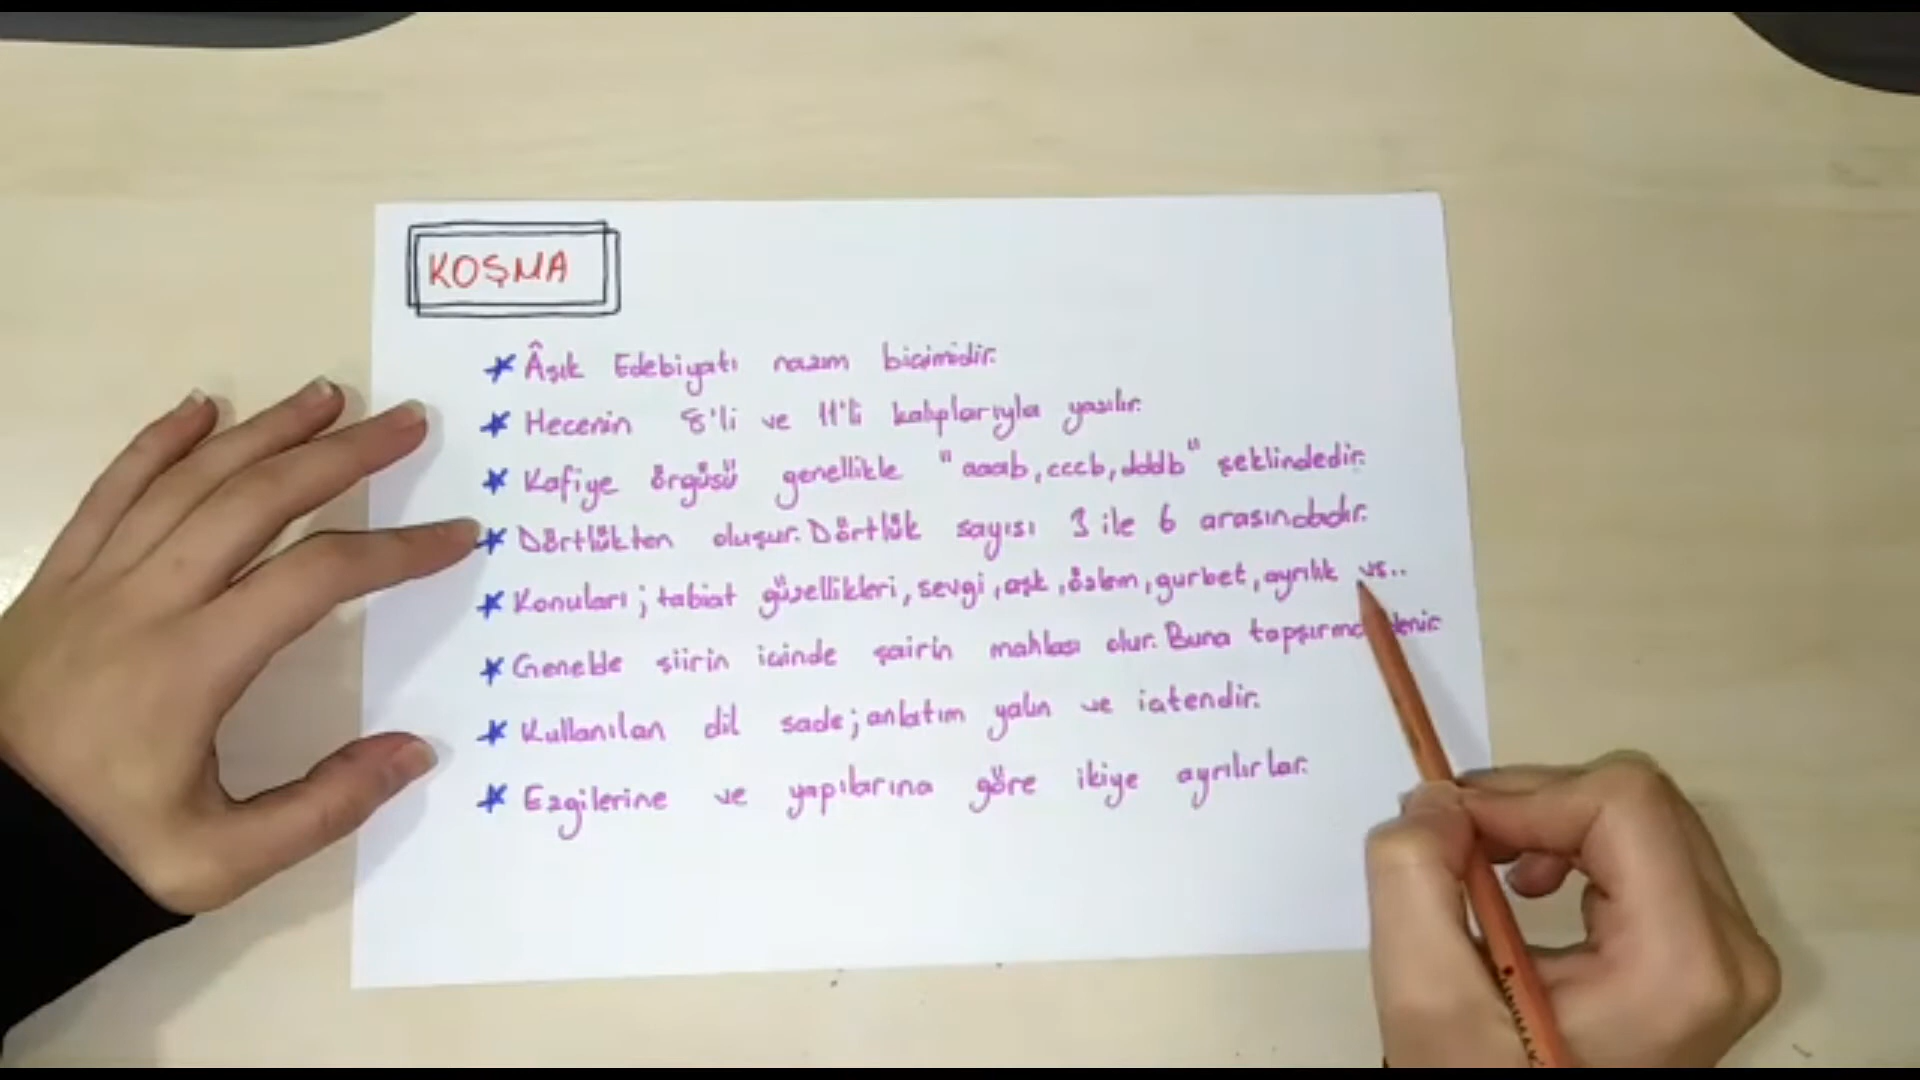 KOŞMA
* Âşık Edebiyatı nazım biçimidir.
* Hecenin 8'li ve 11'li kalıplarıyla yazılır.
* Kafiye örgüsü genellikle "aaab, cccb, dddb" şeklindedir.
* Dörtlükten oluşur. Dörtlük sayısı 3 ile 6 arasındadır.
* Konuları; tabiat güzellikleri, sevgi, aşk, özlem, gurbet, ayrılık vs..
* Genelde şiirin içinde şairin mahlası olur. Buna tapşırma denir.
* Kullanılan dil sade; anlatım yalın ve içtendir.
* Ezgilerine ve yapılarına göre ikiye ayrılırlar.